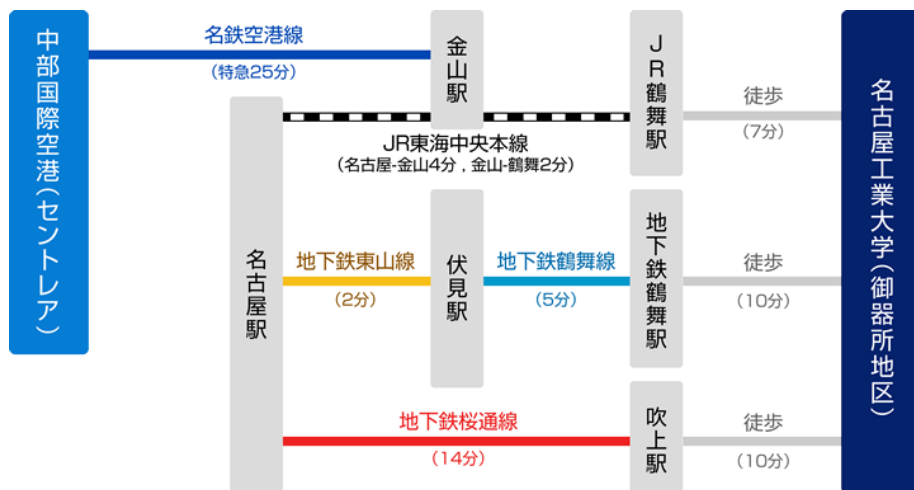 中部国際空港(セントレア)
名鉄空港線
(特急25分)
金山駅
JR鶴舞駅
徒歩
(7分)
名古屋工業大学(御器所地区)
JR東海中央本線
(名古屋-金山4分 , 金山-鶴舞2分)
名古屋駅
地下鉄東山線
(2分)
伏見駅
地下鉄鶴舞線
(5分)
地下鉄鶴舞駅
徒歩
(10分)
地下鉄桜通線
(14分)
吹上駅
徒歩
(10分)